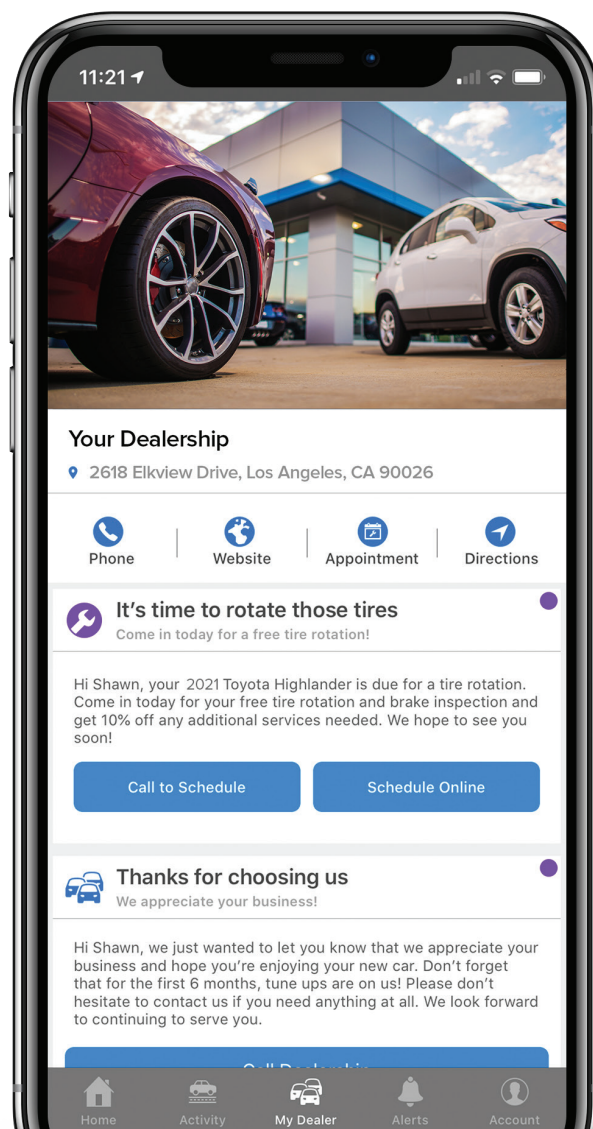 11:21
Your Dealership
2618 Elkview Drive, Los Angeles, CA 90026
Phone
Website
Appointment
Directions
It's time to rotate those tires
Come in today for a free tire rotation!
Hi Shawn, your 2021 Toyota Highlander is due for a tire rotation.
Come in today for your free tire rotation and brake inspection and
get 10% off any additional services needed. We hope to see you
soon!
Call to Schedule
Schedule Online
Thanks for choosing us
We appreciate your business!
Hi Shawn, we just wanted to let you know that we appreciate your
business and hope you’re enjoying your new car. Don’t forget
that for the first 6 months, tune ups are on us! Please don’t
hesitate to contact us if you need anything at all. We look forward
to continuing to serve you.
Call Dealership
Home
Activity
My Dealer
Alerts
Account